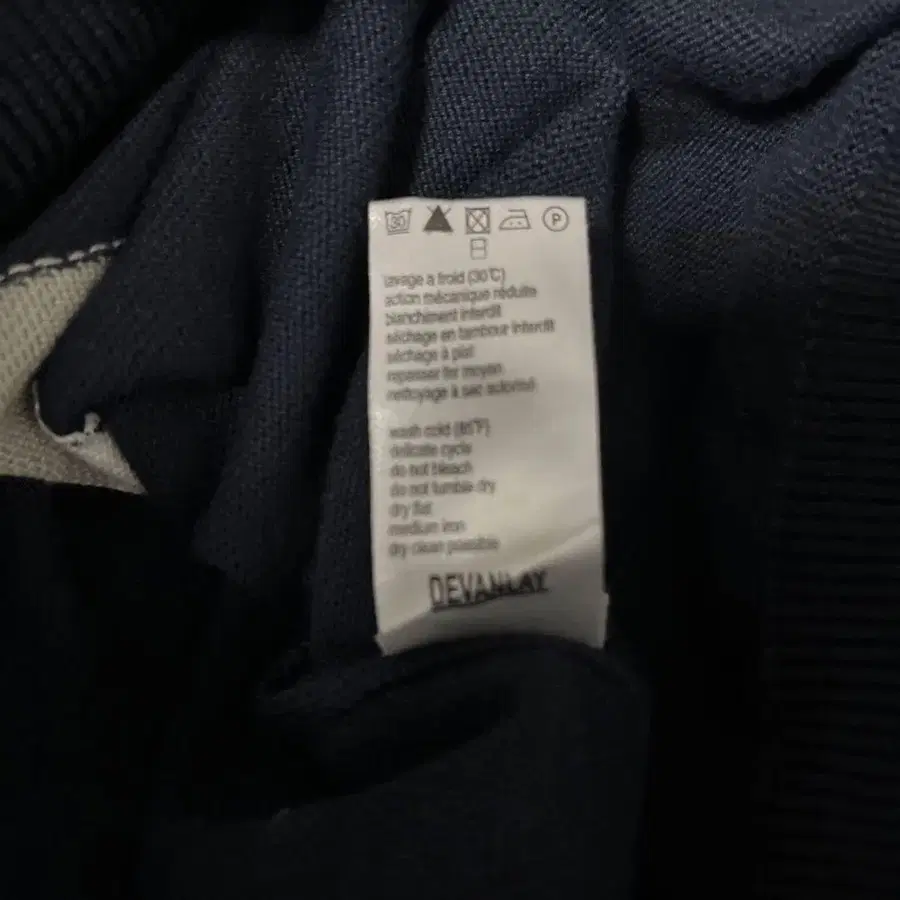 30 P
lavage a froid (30°C)
action mécanique réduite
blanchiment interdit
séchage en tambour interdit
séchage à plat
repasser fer moyen
nettoyage à sec autorisé
wash cold (85°F)
delicate cycle
do not bleach
do not tumble dry
dry flat
medium iron
dry clean possible
DEVANLAY